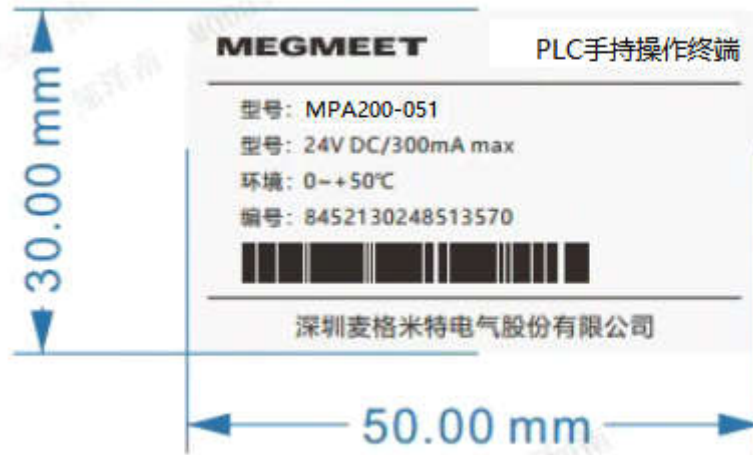 MEGMEET PLC手持操作终端
型号：MPA200-051
型号：24V DC/300mA max
环境：0~+50℃
编号：8452130248513570
深圳麦格米特电气股份有限公司
30.00 mm
50.00 mm